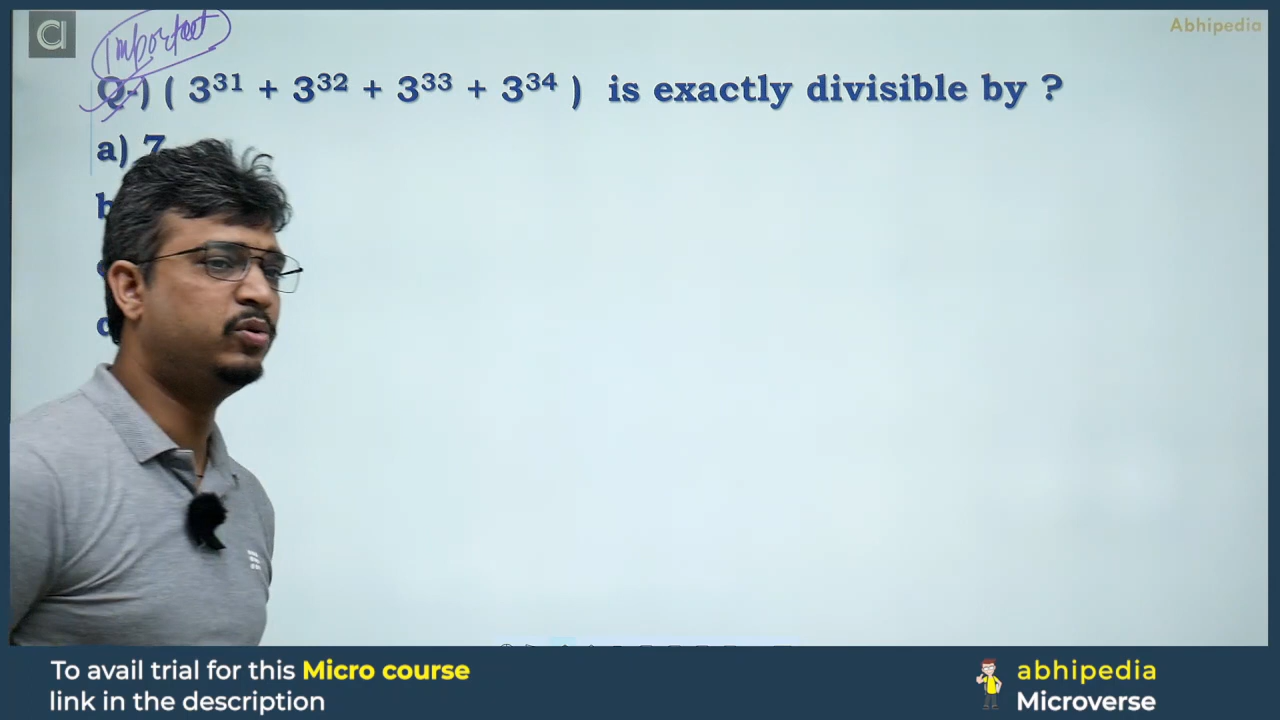 Important
Abhipedia
Q-) ( 3³¹ + 3³² + 3³³ + 3³⁴ ) is exactly divisible by ?
a) 7
b
To avail trial for this Micro course
link in the description
abhipedia
Microverse